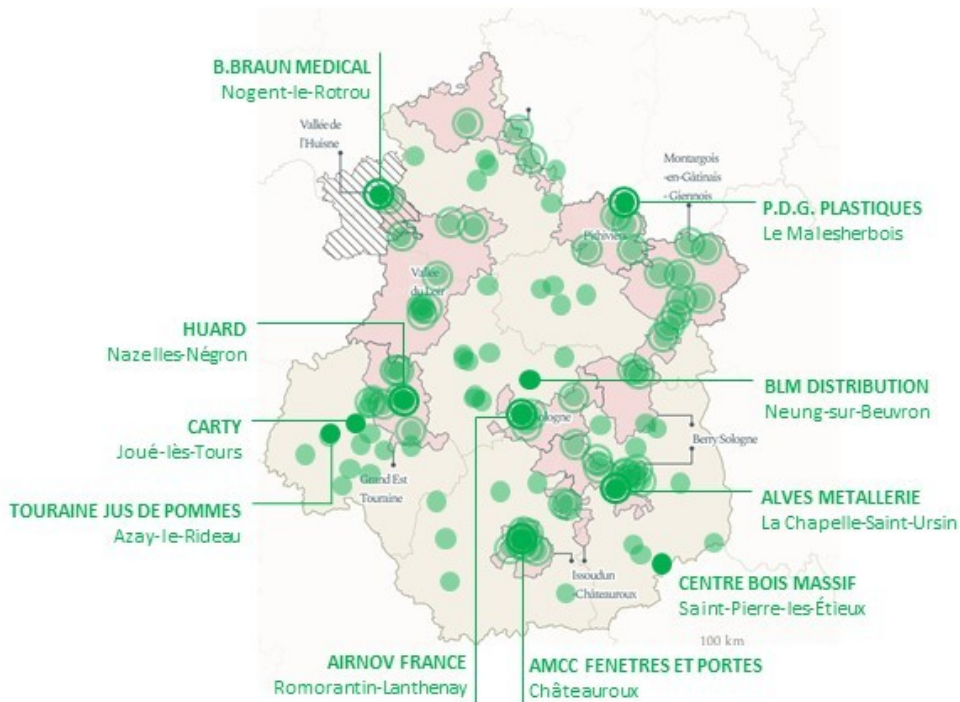 B.BRAUN MEDICAL
Nogent-le-Rotrou
Vallée de
l'Huisne
Montargois
-en-Gâtinais
-Giennois
P.D.G. PLASTIQUES
Le Malesherbois
Pithiviers
Vallée
du Loir
HUARD
Nazelles-Négron
BLM DISTRIBUTION
Neung-sur-Beuvron
CARTY
Joué-lès-Tours
Sologne
Berry Sologne
Grand Est
Touraine
TOURAINE JUS DE POMMES
Azay-le-Rideau
ALVES METALLERIE
La Chapelle-Saint-Ursin
Issoudun
-Châteauroux
CENTRE BOIS MASSIF
Saint-Pierre-les-Étieux
100 km
AIRNOV FRANCE
Romorantin-Lanthenay
AMCC FENETRES ET PORTES
Châteauroux